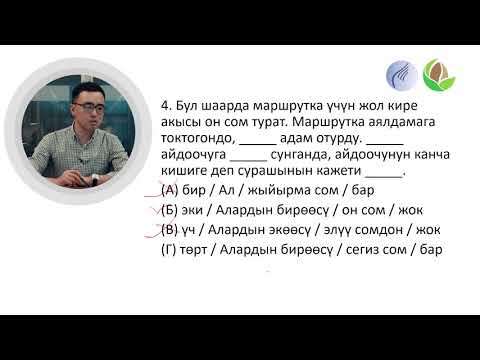 4. Бул шаарда маршрутка үчүн жол кире
акысы он сом турат. Маршрутка аялдамага
токтогондо, _____ адам отурду. _____
айдоочуга _____ сунганда, айдоочунун канча
кишиге деп сурашынын кажети _____.
(А) бир / Ал / жыйырма сом / бар
(Б) эки / Алардын бирөөсү / он сом / жок
(В) үч / Алардын экөөсү / элүү сомдон / жок
(Г) төрт / Алардын бирөөсү / сегиз сом / бар